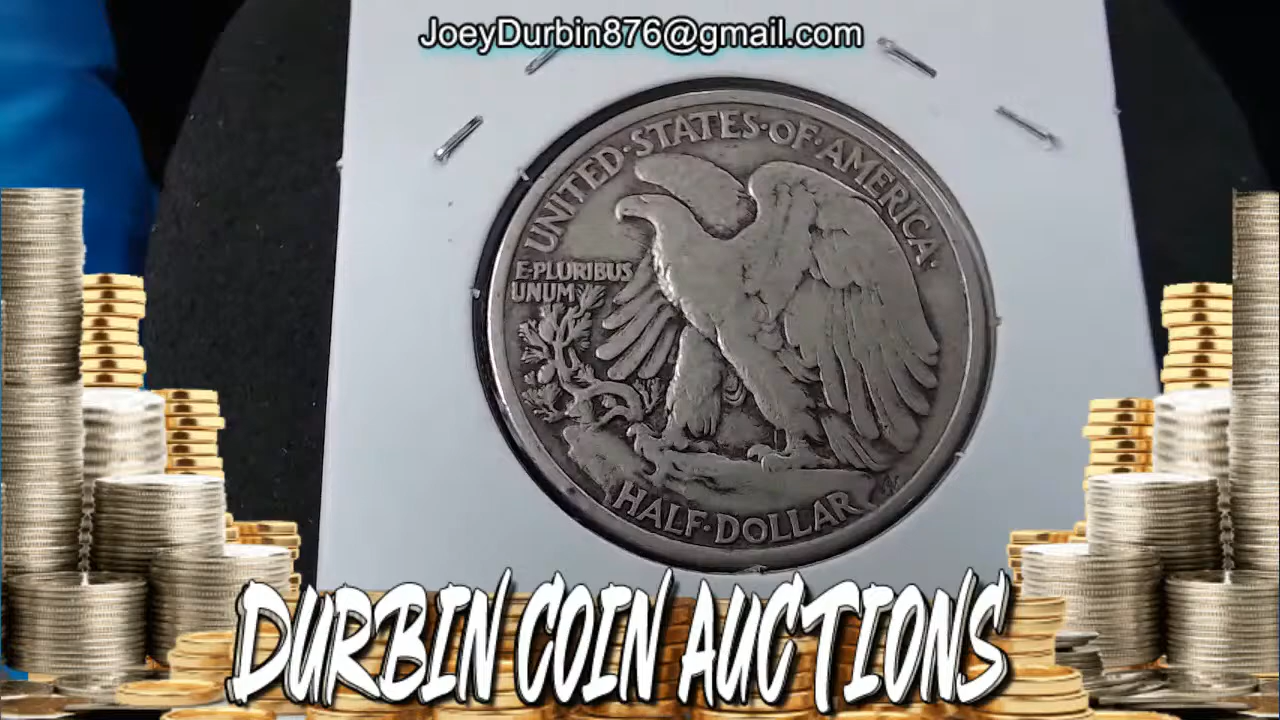 JoeyDurbin876@gmail.com
UNITED·STATES·OF·AMERICA·
E·PLURIBUS
UNUM
HALF·DOLLAR
DURBIN COIN AUCTIONS